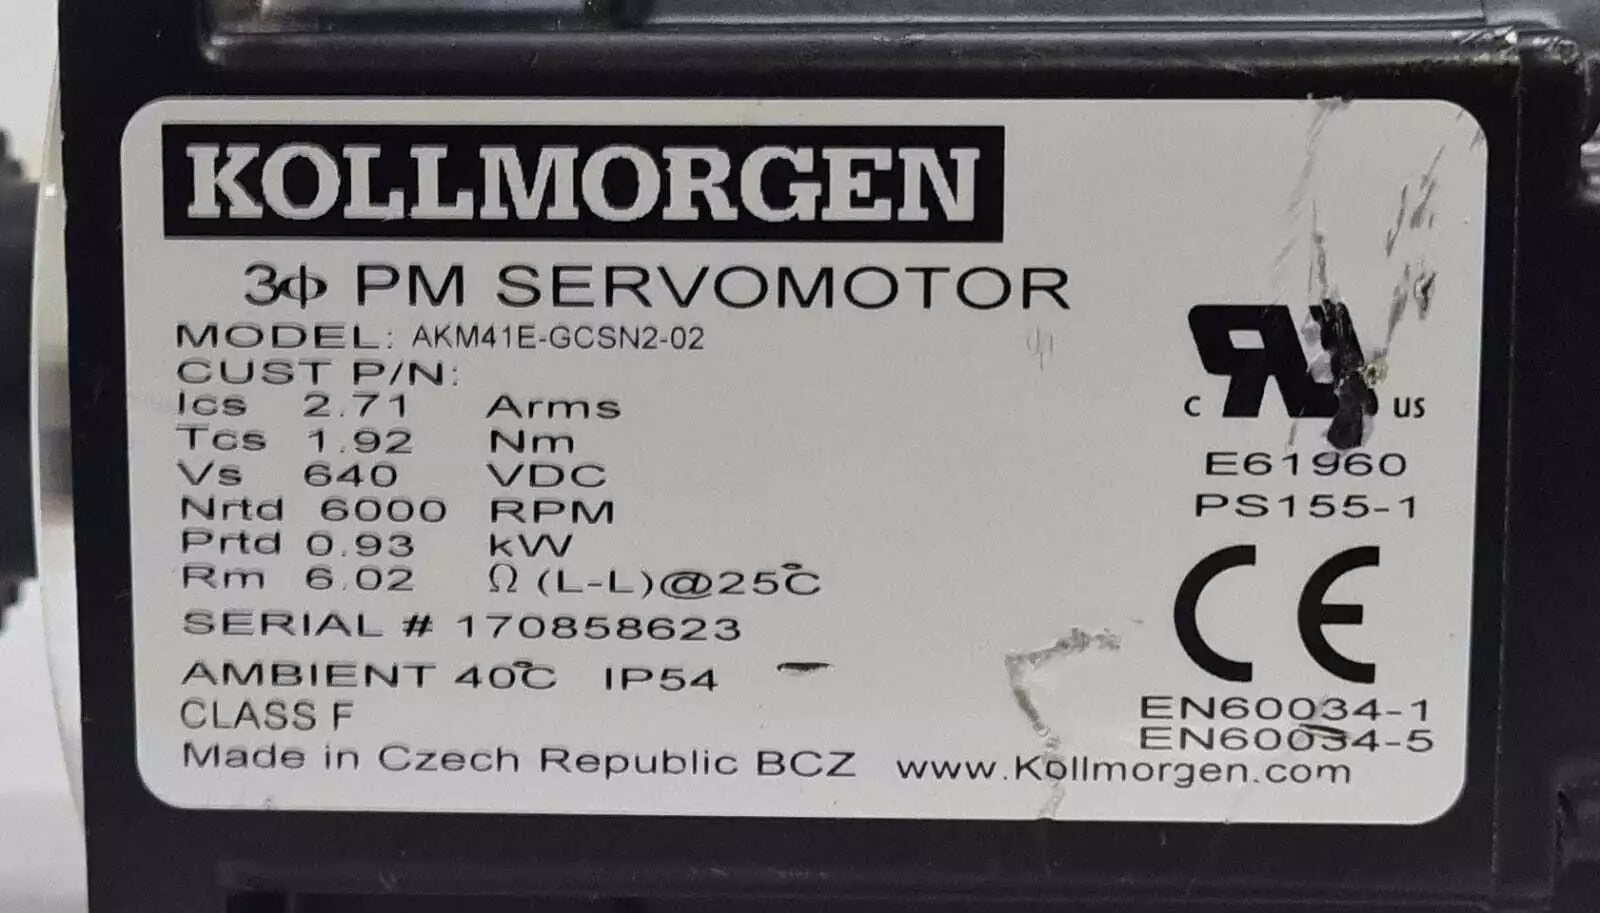 KOLLMORGEN
3ϕ PM SERVOMOTOR
MODEL: AKM41E-GCSN2-02
CUST P/N:
Ics 2.71 Arms
Tcs 1.92 Nm
Vs 640 VDC
Nrtd 6000 RPM
Prtd 0.93 kW
Rm 6.02 Ω (L-L)@25°C
SERIAL # 170858623
AMBIENT 40°C IP54
CLASS F
Made in Czech Republic BCZ
c RU us
E61960
PS155-1
CE
EN60034-1
EN60034-5
www.Kollmorgen.com